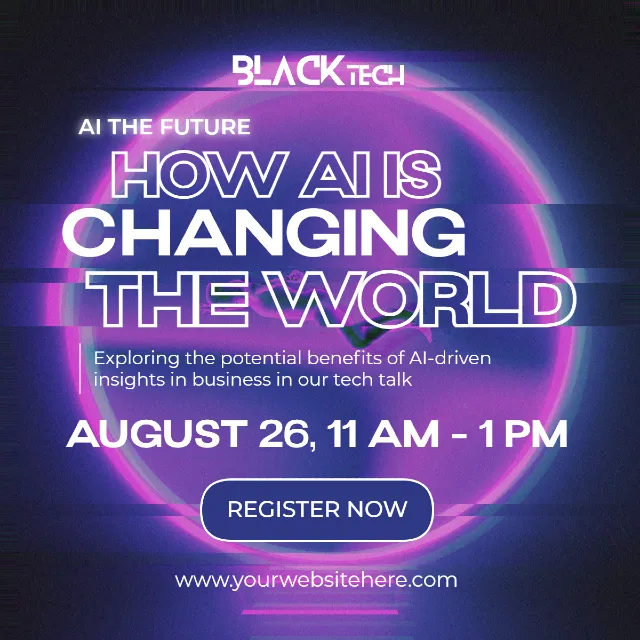 BLACK TECH
AI THE FUTURE
HOW AI IS
CHANGING
THE WORLD
Exploring the potential benefits of AI-driven
insights in business in our tech talk
AUGUST 26, 11 AM - 1 PM
REGISTER NOW
www.yourwebsitehere.com